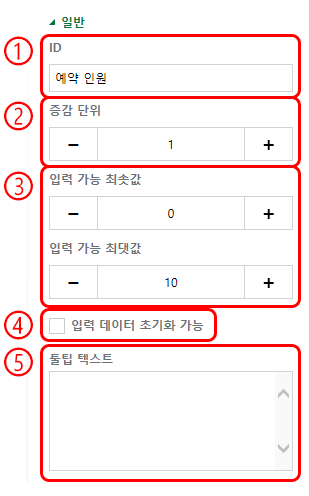 일반
① ID
예약 인원
② 증감 단위
− 1 +
③ 입력 가능 최솟값
− 0 +
입력 가능 최댓값
− 10 +
④ 입력 데이터 초기화 가능
⑤ 툴팁 텍스트